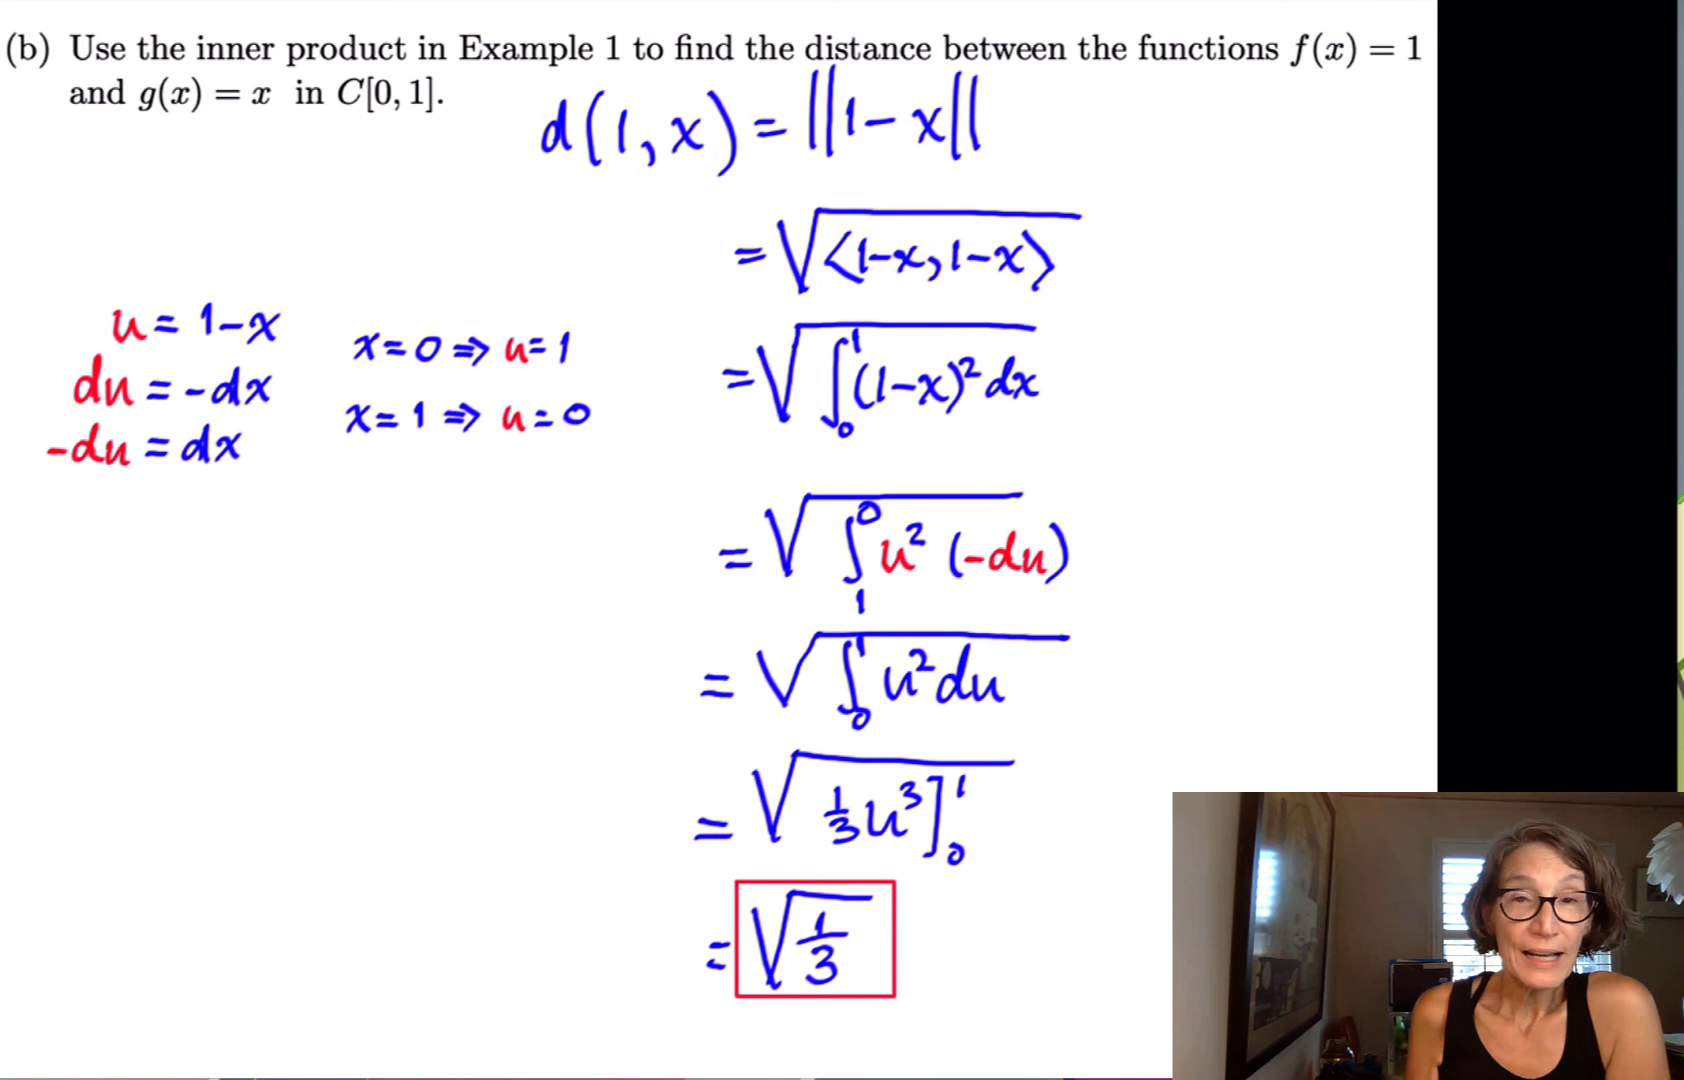 (b) Use the inner product in Example 1 to find the distance between the functions f(x) = 1
and g(x) = x in C[0, 1].
d(1, x) = ||1 - x||
= √⟨1-x, 1-x⟩
u = 1-x
du = -dx
-du = dx
x = 0 ⇒ u = 1
x = 1 ⇒ u = 0
= √∫₀¹(1-x)² dx
= √∫₁⁰ u² (-du)
= √∫₀¹ u² du
= √⅓u³]₀¹
= √1/3